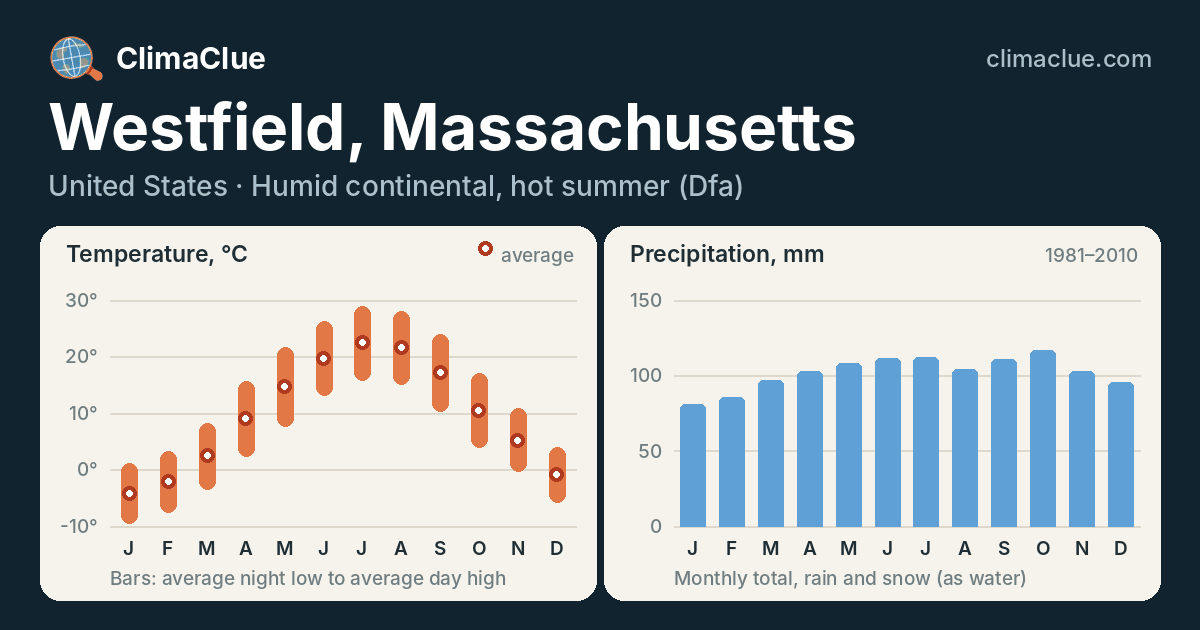 ClimaClue
climaclue.com
Westfield, Massachusetts
United States · Humid continental, hot summer (Dfa)
Temperature, °C
average
30°
20°
10°
0°
-10°
J F M A M J J A S O N D
Bars: average night low to average day high
Precipitation, mm
1981–2010
150
100
50
0
J F M A M J J A S O N D
Monthly total, rain and snow (as water)